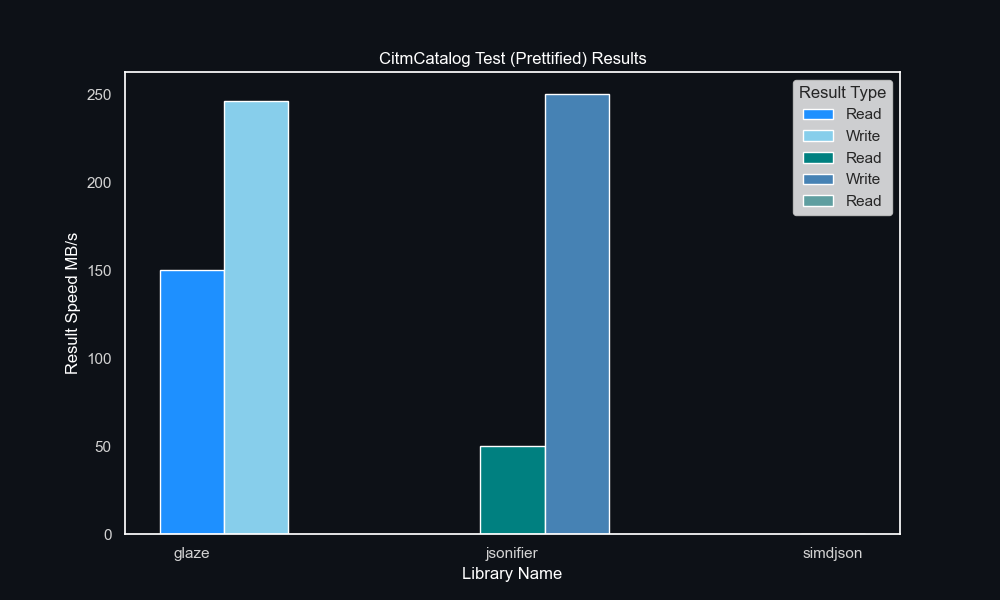 CitmCatalog Test (Prettified) Results
Result Type
Read
Write
Read
Write
Read
250
200
150
100
50
0
Result Speed MB/s
glaze
jsonifier
simdjson
Library Name